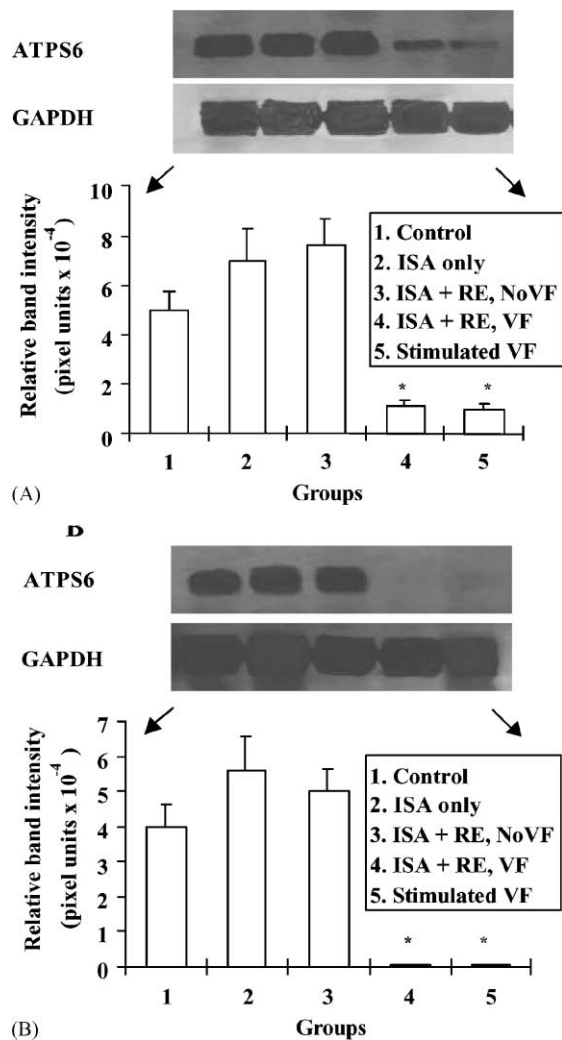 ATPS6
GAPDH
10
8
6
4
2
0
Relative band intensity
(pixel units x 10-4)
1. Control
2. ISA only
3. ISA + RE, NoVF
4. ISA + RE, VF
5. Stimulated VF
* *
1 2 3 4 5
Groups
(A)
ATPS6
GAPDH
7
6
5
4
3
2
1
0
Relative band intensity
(pixel units x 10-4)
1. Control
2. ISA only
3. ISA + RE, NoVF
4. ISA + RE, VF
5. Stimulated VF
* *
1 2 3 4 5
Groups
(B)